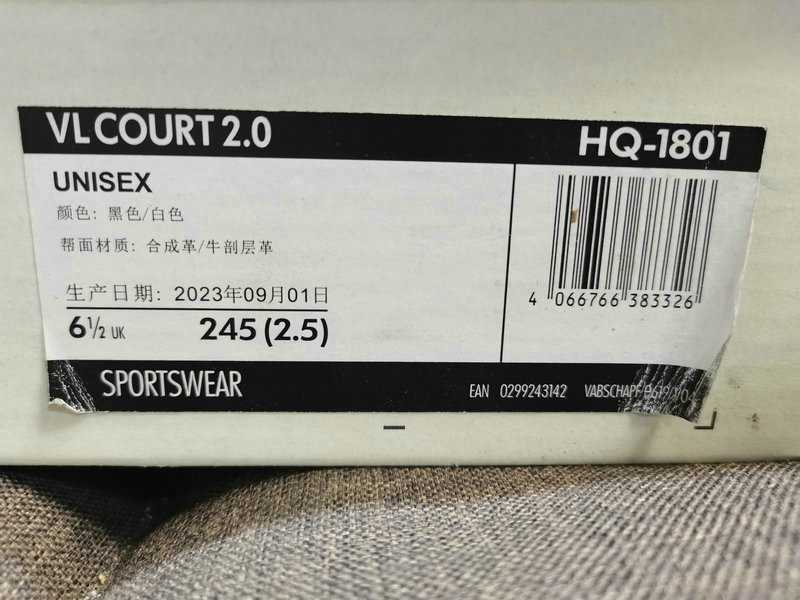 VL COURT 2.0
HQ-1801
UNISEX
颜色: 黑色/白色
帮面材质: 合成革/牛剖层革
生产日期: 2023年09月01日
6½ UK 245 (2.5)
4 066766 383326
SPORTSWEAR
EAN 0299243142